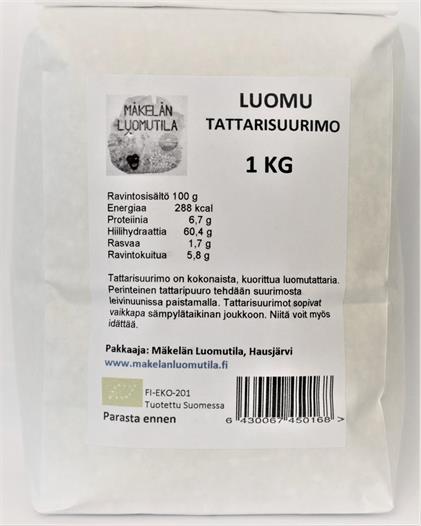 MÄKELÄN
LUOMUTILA
LUOMU
TATTARISUURIMO
1 KG
Ravintosisältö 100 g
Energiaa 288 kcal
Proteiinia 6,7 g
Hiilihydraattia 60,4 g
Rasvaa 1,7 g
Ravintokuitua 5,8 g
Tattarisuurimo on kokonaista, kuorittua luomutattaria.
Perinteinen tattaripuuro tehdään suurimosta
leivinuunissa paistamalla. Tattarisuurimot sopivat
vaikkapa sämpylätaikinan joukkoon. Niitä voit myös
idättää.
Pakkaaja: Mäkelän Luomutila, Hausjärvi
www.makelanluomutila.fi
FI-EKO-201
Tuotettu Suomessa
Parasta ennen
6 430067 450168 >